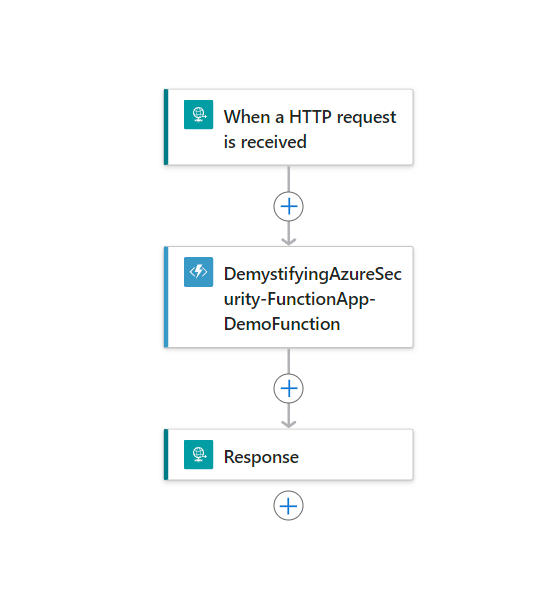 When a HTTP request
is received
DemystifyingAzureSec
urity-FunctionApp-
DemoFunction
Response